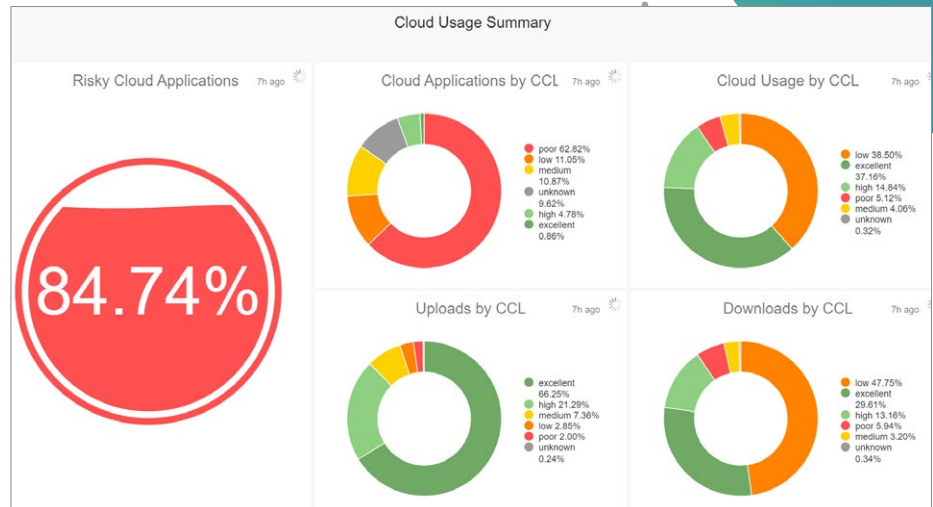 Cloud Usage Summary
Risky Cloud Applications 7h ago
84.74%
Cloud Applications by CCL 7h ago
poor 62.82%
low 11.05%
medium
10.87%
unknown
9.62%
high 4.78%
excellent
0.86%
Cloud Usage by CCL 7h ago
low 38.50%
excellent
37.16%
high 14.84%
poor 5.12%
medium 4.06%
unknown
0.32%
Uploads by CCL 7h ago
excellent
66.25%
high 21.29%
medium 7.36%
low 2.85%
poor 2.00%
unknown
0.24%
Downloads by CCL 7h ago
low 47.75%
excellent
29.61%
high 13.16%
poor 5.94%
medium 3.20%
unknown
0.34%